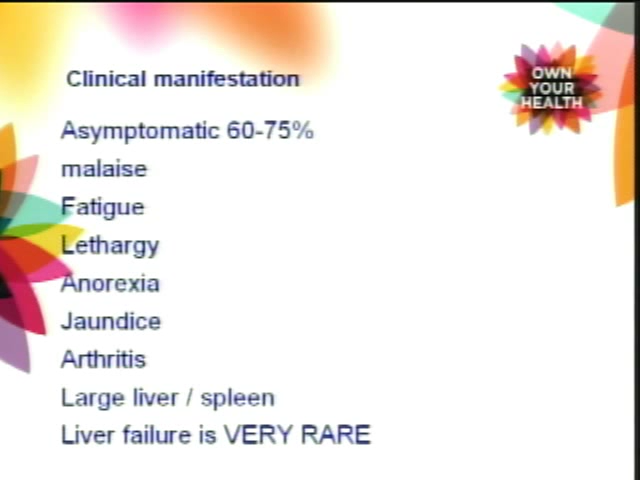 Clinical manifestation
OWN
YOUR
HEALTH
Asymptomatic 60-75%
malaise
Fatigue
Lethargy
Anorexia
Jaundice
Arthritis
Large liver / spleen
Liver failure is VERY RARE